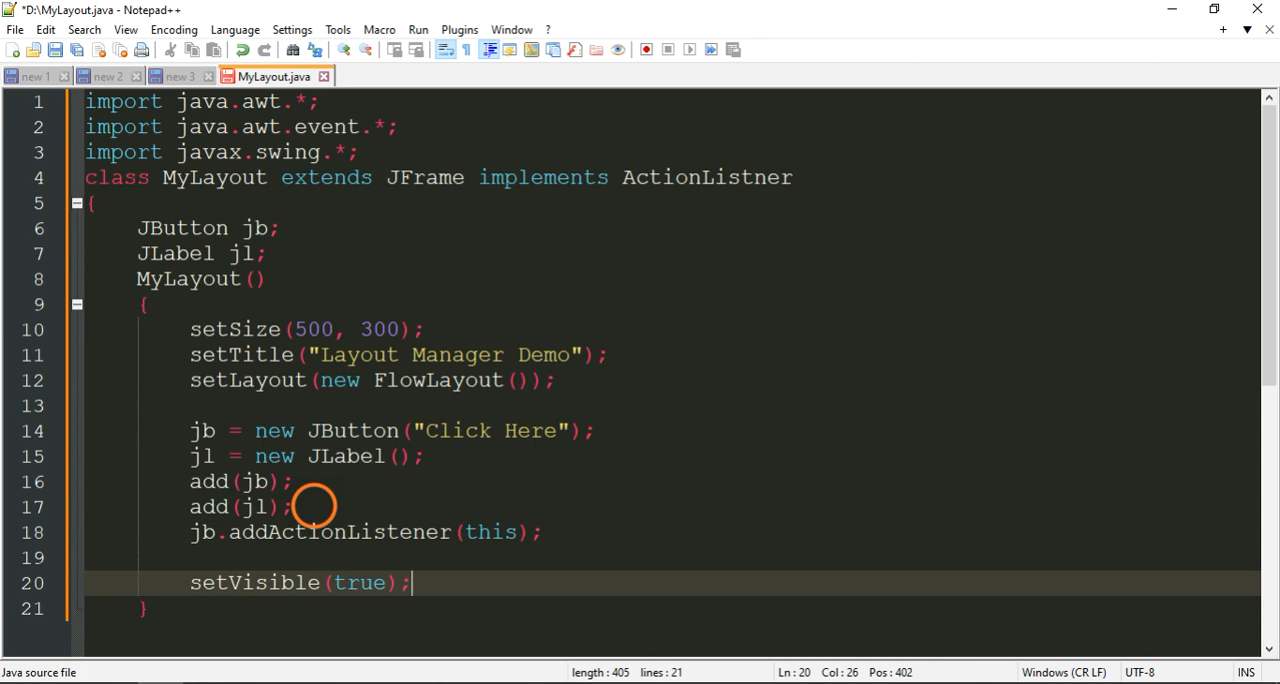 *D:\MyLayout.java - Notepad++
File Edit Search View Encoding Language Settings Tools Macro Run Plugins Window ?
new 1 new 2 new 3 MyLayout.java
1 import java.awt.*;
2 import java.awt.event.*;
3 import javax.swing.*;
4 class MyLayout extends JFrame implements ActionListner
5 {
6 JButton jb;
7 JLabel jl;
8 MyLayout()
9 {
10 setSize(500, 300);
11 setTitle("Layout Manager Demo");
12 setLayout(new FlowLayout());
13
14 jb = new JButton("Click Here");
15 jl = new JLabel();
16 add(jb);
17 add(jl);
18 jb.addActionListener(this);
19
20 setVisible(true);
21 }
Java source file length : 405 lines : 21 Ln : 20 Col : 26 Pos : 402 Windows (CR LF) UTF-8 INS